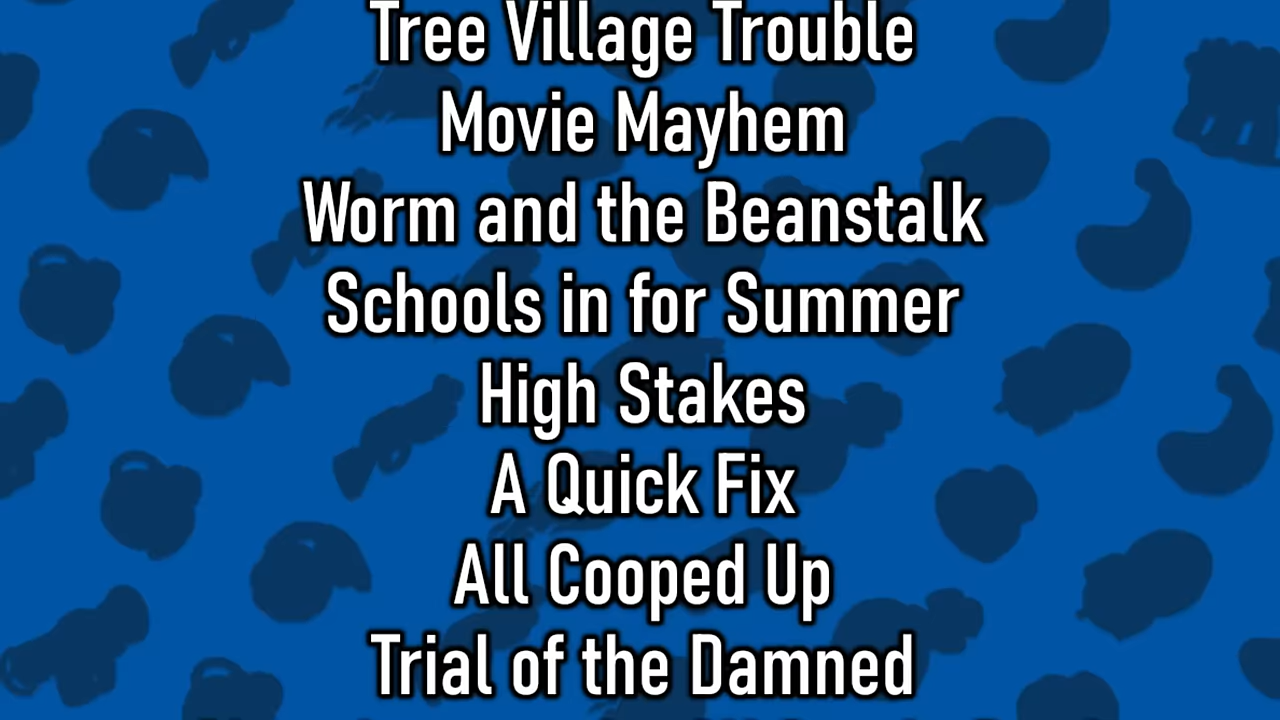 Tree Village Trouble
Movie Mayhem
Worm and the Beanstalk
Schools in for Summer
High Stakes
A Quick Fix
All Cooped Up
Trial of the Damned